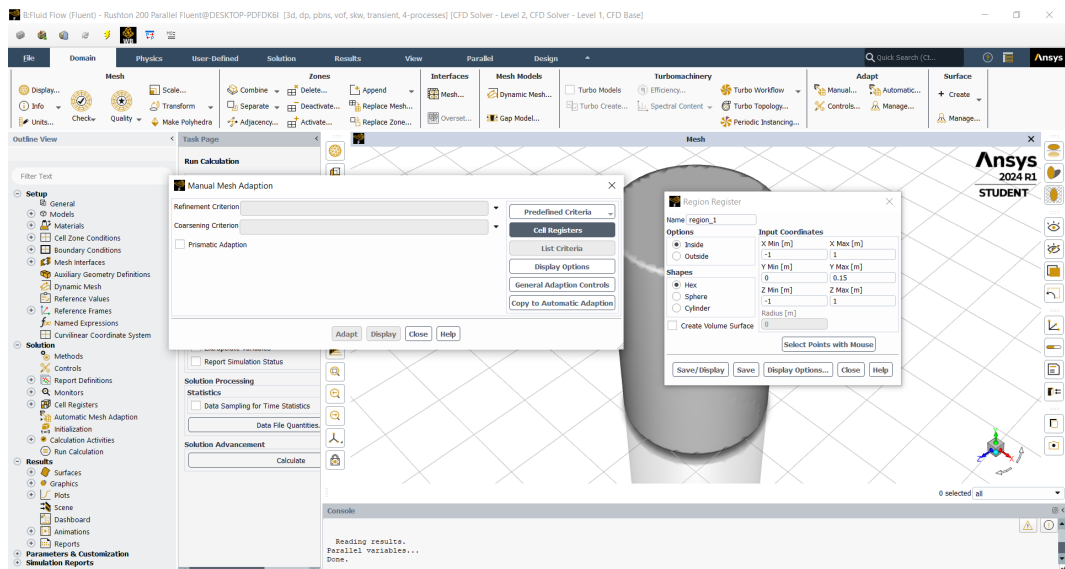 B:Fluid Flow (Fluent) - Rushton 200 Parallel Fluent@DESKTOP-PDFDK6I [3d, dp, pbns, vof, skw, transient, 4-processes] [CFD Solver - Level 2, CFD Solver - Level 1, CFD Base]
WB
File Domain Physics User-Defined Solution Results View Parallel Design Quick Search (Ct... Ansys
Mesh Zones Interfaces Mesh Models Turbomachinery Adapt Surface
Display... Scale... Combine Delete... Append Mesh... Dynamic Mesh... Turbo Models Efficiency... Turbo Workflow Manual... Automatic... + Create
Info Check Quality Transform Separate Deactivate... Replace Mesh... Turbo Create... Spectral Content Turbo Topology... Controls... Manage...
Units... Make Polyhedra Adjacency... Activate... Replace Zone... Overset... Gap Model... Periodic Instancing... Manage...
Outline View < Task Page < Mesh
Filter Text
Run Calculation
Setup
General
Models
Materials
Cell Zone Conditions
Boundary Conditions
Mesh Interfaces
Auxiliary Geometry Definitions
Dynamic Mesh
Reference Values
Reference Frames
Named Expressions
Curvilinear Coordinate System
Solution
Methods
Controls
Report Definitions
Monitors
Cell Registers
Automatic Mesh Adaption
Initialization
Calculation Activities
Run Calculation
Results
Surfaces
Graphics
Plots
Scene
Dashboard
Animations
Reports
Parameters & Customization
Simulation Reports
Manual Mesh Adaption
Refinement Criterion
Coarsening Criterion
Prismatic Adaption
Predefined Criteria
Cell Registers
List Criteria
Display Options
General Adaption Controls
Copy to Automatic Adaption
Adapt Display Close Help
Report Simulation Status
Solution Processing
Statistics
Data Sampling for Time Statistics
Data File Quantities.
Solution Advancement
Calculate
Ansys
2024 R1
STUDENT
Region Register
Name region_1
Options Input Coordinates
Inside
Outside
X Min [m] X Max [m]
-1 1
Y Min [m] Y Max [m]
0 0.15
Z Min [m] Z Max [m]
-1 1
Shapes
Hex
Sphere
Cylinder
Radius [m]
0
Create Volume Surface
Select Points with Mouse
Save/Display Save Display Options... Close Help
Y
Z
X
0 selected all
Console
Reading results.
Parallel variables...
Done.